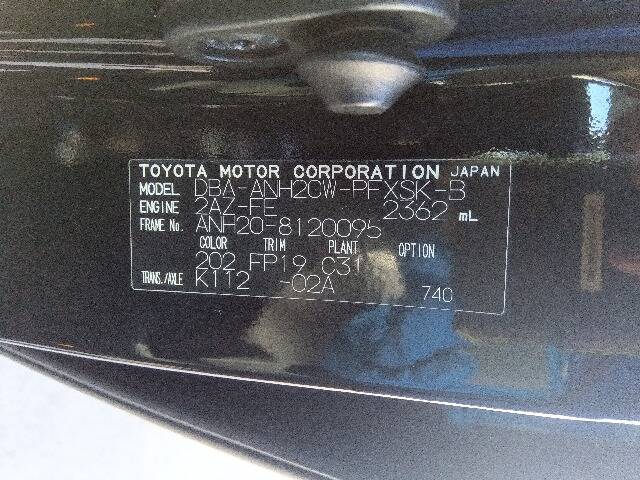 TOYOTA MOTOR CORPORATION JAPAN
MODEL DBA-ANH20W-PFXSK-B
ENGINE 2AZ-FE 2362 mL
FRAME No. ANH20-8120095
COLOR TRIM PLANT OPTION
202 FP19 C31
TRANS./AXLE K112 -02A
740